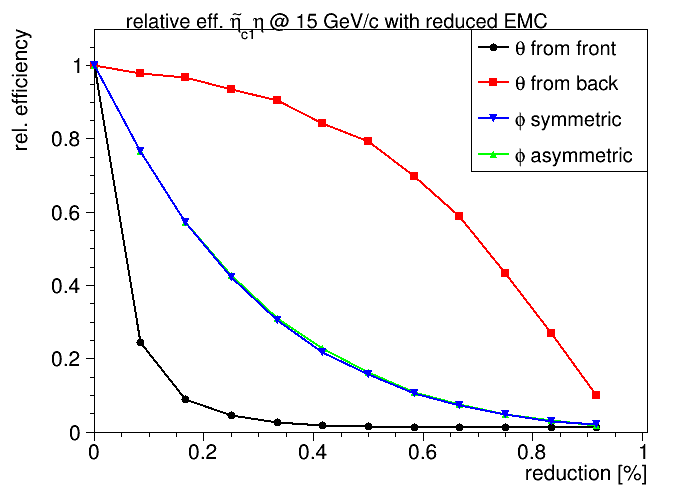 relative eff. η̃c1 η @ 15 GeV/c with reduced EMC
rel. efficiency
θ from front
θ from back
ϕ symmetric
ϕ asymmetric
1
0.8
0.6
0.4
0.2
0
0 0.2 0.4 0.6 0.8 1
reduction [%]